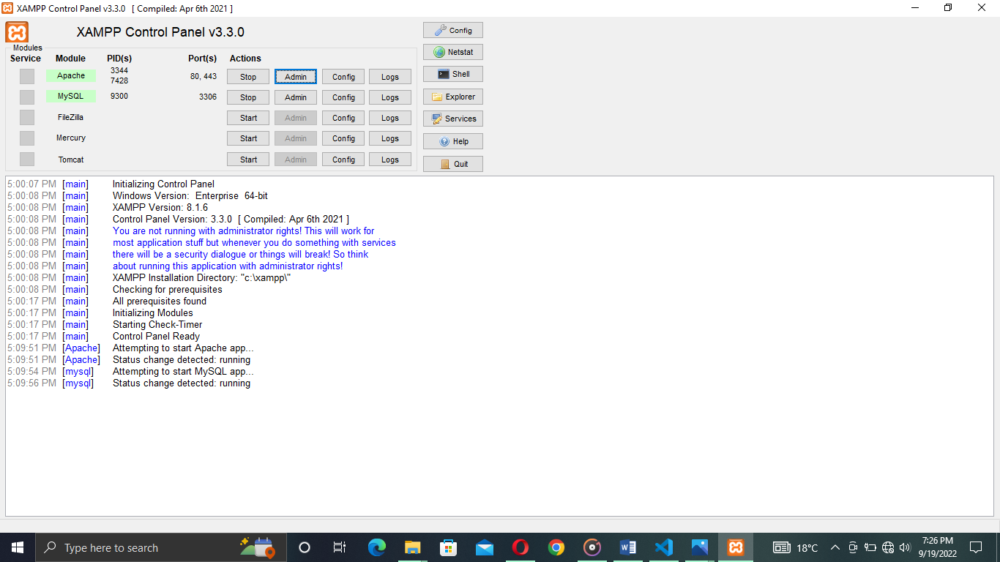 XAMPP Control Panel v3.3.0 [ Compiled: Apr 6th 2021 ]
XAMPP Control Panel v3.3.0
Modules
Service Module PID(s) Port(s) Actions
Apache 3344 7428 80, 443 Stop Admin Config Logs
MySQL 9300 3306 Stop Admin Config Logs
FileZilla Start Admin Config Logs
Mercury Start Admin Config Logs
Tomcat Start Admin Config Logs
Config
Netstat
Shell
Explorer
Services
Help
Quit
5:00:07 PM [main] Initializing Control Panel
5:00:08 PM [main] Windows Version: Enterprise 64-bit
5:00:08 PM [main] XAMPP Version: 8.1.6
5:00:08 PM [main] Control Panel Version: 3.3.0 [ Compiled: Apr 6th 2021 ]
5:00:08 PM [main] You are not running with administrator rights! This will work for
5:00:08 PM [main] most application stuff but whenever you do something with services
5:00:08 PM [main] there will be a security dialogue or things will break! So think
5:00:08 PM [main] about running this application with administrator rights!
5:00:08 PM [main] XAMPP Installation Directory: "c:\xampp\"
5:00:08 PM [main] Checking for prerequisites
5:00:17 PM [main] All prerequisites found
5:00:17 PM [main] Initializing Modules
5:00:17 PM [main] Starting Check-Timer
5:00:17 PM [main] Control Panel Ready
5:09:51 PM [Apache] Attempting to start Apache app...
5:09:51 PM [Apache] Status change detected: running
5:09:54 PM [mysql] Attempting to start MySQL app...
5:09:56 PM [mysql] Status change detected: running
Type here to search
18°C
7:26 PM
9/19/2022